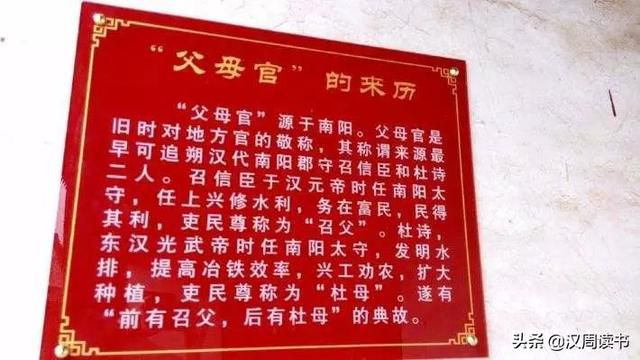 “父母官”的来历
“父母官”源于南阳。父母官是
旧时对地方官的敬称，其称谓来源最
早可追朔汉代南阳郡守召信臣和杜诗
二人。召信臣于汉元帝时任南阳太
守，任上兴修水利，务在富民，民得
其利，吏民尊称为“召父”。杜诗，
东汉光武帝时任南阳太守，发明水
排，提高冶铁效率，兴工劝农，扩大
种植，吏民尊称为“杜母”。遂有
“前有召父，后有杜母”的典故。
头条@汉周读书